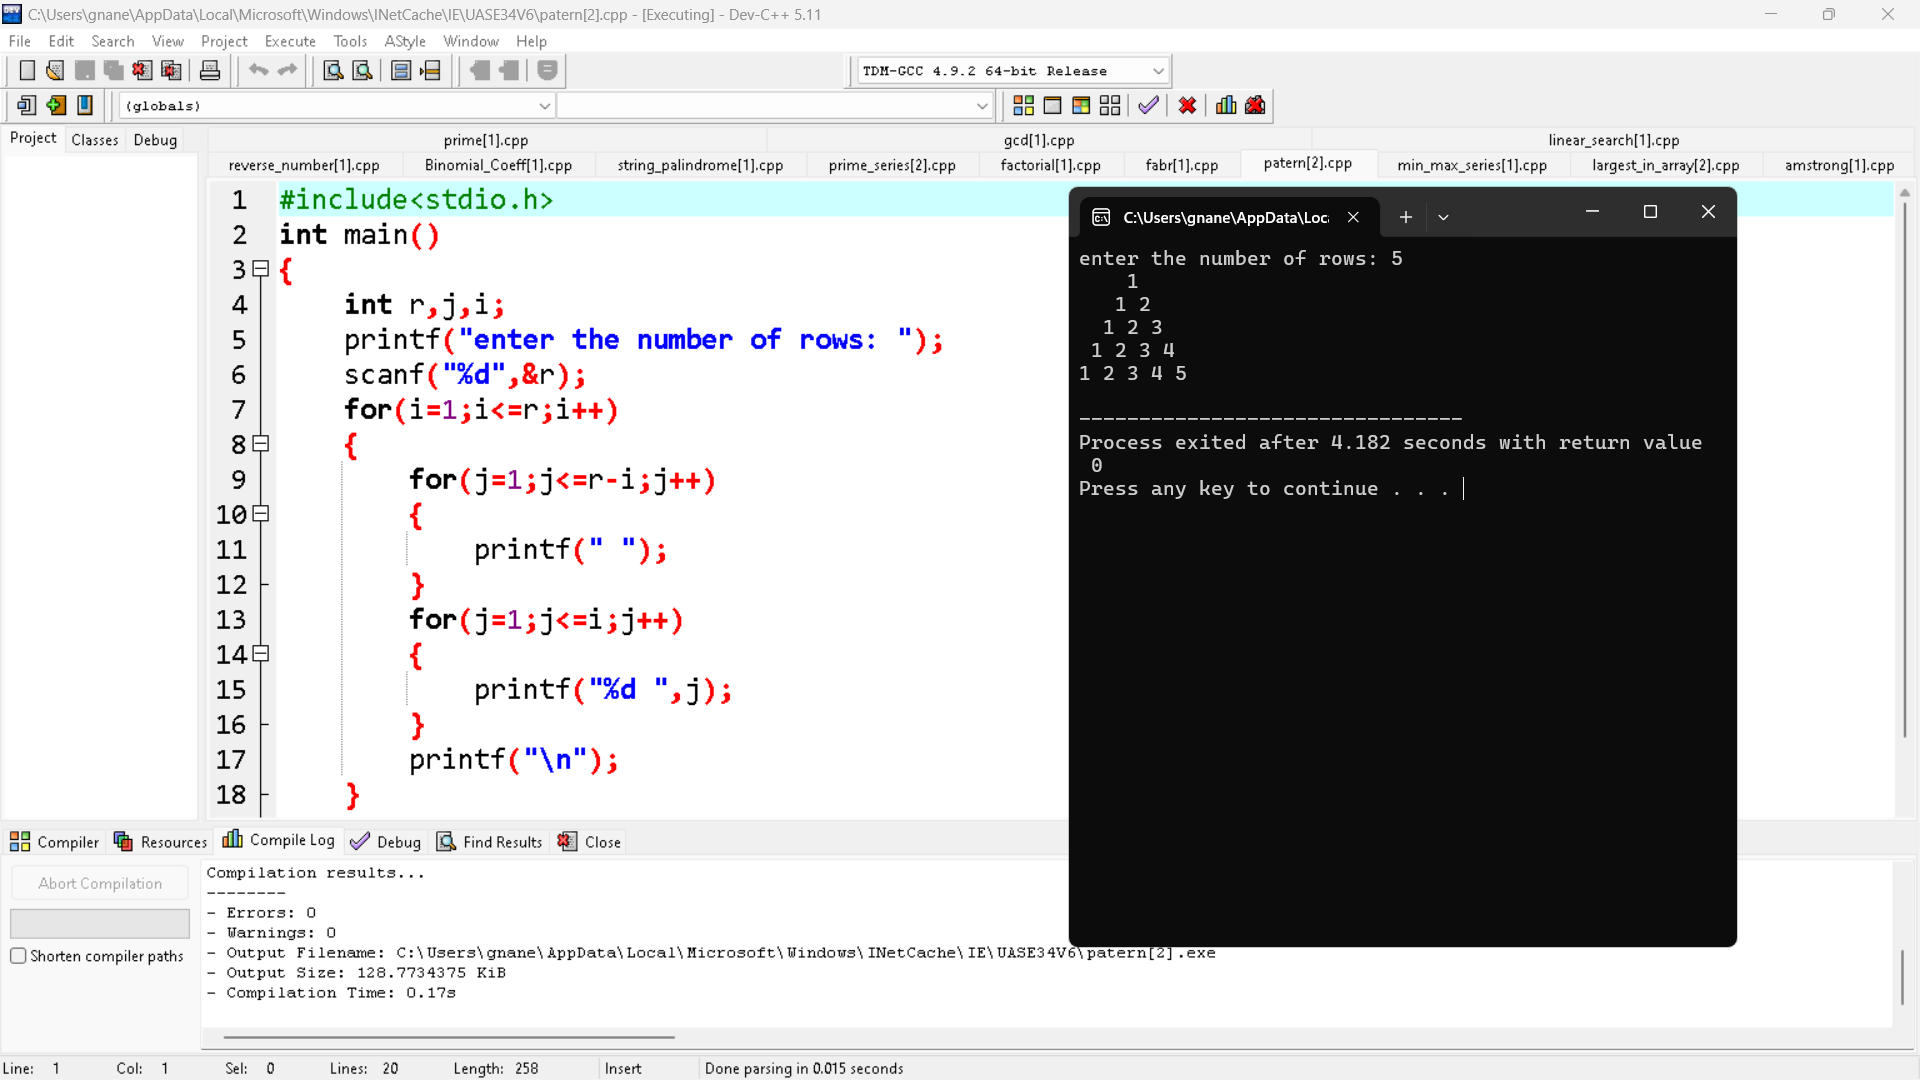 C:\Users\gnane\AppData\Local\Microsoft\Windows\INetCache\IE\UASE34V6\patern[2].cpp - [Executing] - Dev-C++ 5.11
File Edit Search View Project Execute Tools AStyle Window Help
TDM-GCC 4.9.2 64-bit Release
(globals)
Project Classes Debug
prime[1].cpp gcd[1].cpp linear_search[1].cpp
reverse_number[1].cpp Binomial_Coeff[1].cpp string_palindrome[1].cpp prime_series[2].cpp factorial[1].cpp fabr[1].cpp patern[2].cpp min_max_series[1].cpp largest_in_array[2].cpp amstrong[1].cpp
1 #include<stdio.h>
2 int main()
3 {
4 int r,j,i;
5 printf("enter the number of rows: ");
6 scanf("%d",&r);
7 for(i=1;i<=r;i++)
8 {
9 for(j=1;j<=r-i;j++)
10 {
11 printf(" ");
12 }
13 for(j=1;j<=i;j++)
14 {
15 printf("%d ",j);
16 }
17 printf("\n");
18 }
C:\Users\gnane\AppData\Loca
enter the number of rows: 5
1
1 2
1 2 3
1 2 3 4
1 2 3 4 5
--------------------------------
Process exited after 4.182 seconds with return value
0
Press any key to continue . . .
Compiler Resources Compile Log Debug Find Results Close
Abort Compilation
Shorten compiler paths
Compilation results...
--------
- Errors: 0
- Warnings: 0
- Output Filename: C:\Users\gnane\AppData\Local\Microsoft\Windows\INetCache\IE\UASE34V6\patern[2].exe
- Output Size: 128.7734375 KiB
- Compilation Time: 0.17s
Line: 1 Col: 1 Sel: 0 Lines: 20 Length: 258 Insert Done parsing in 0.015 seconds